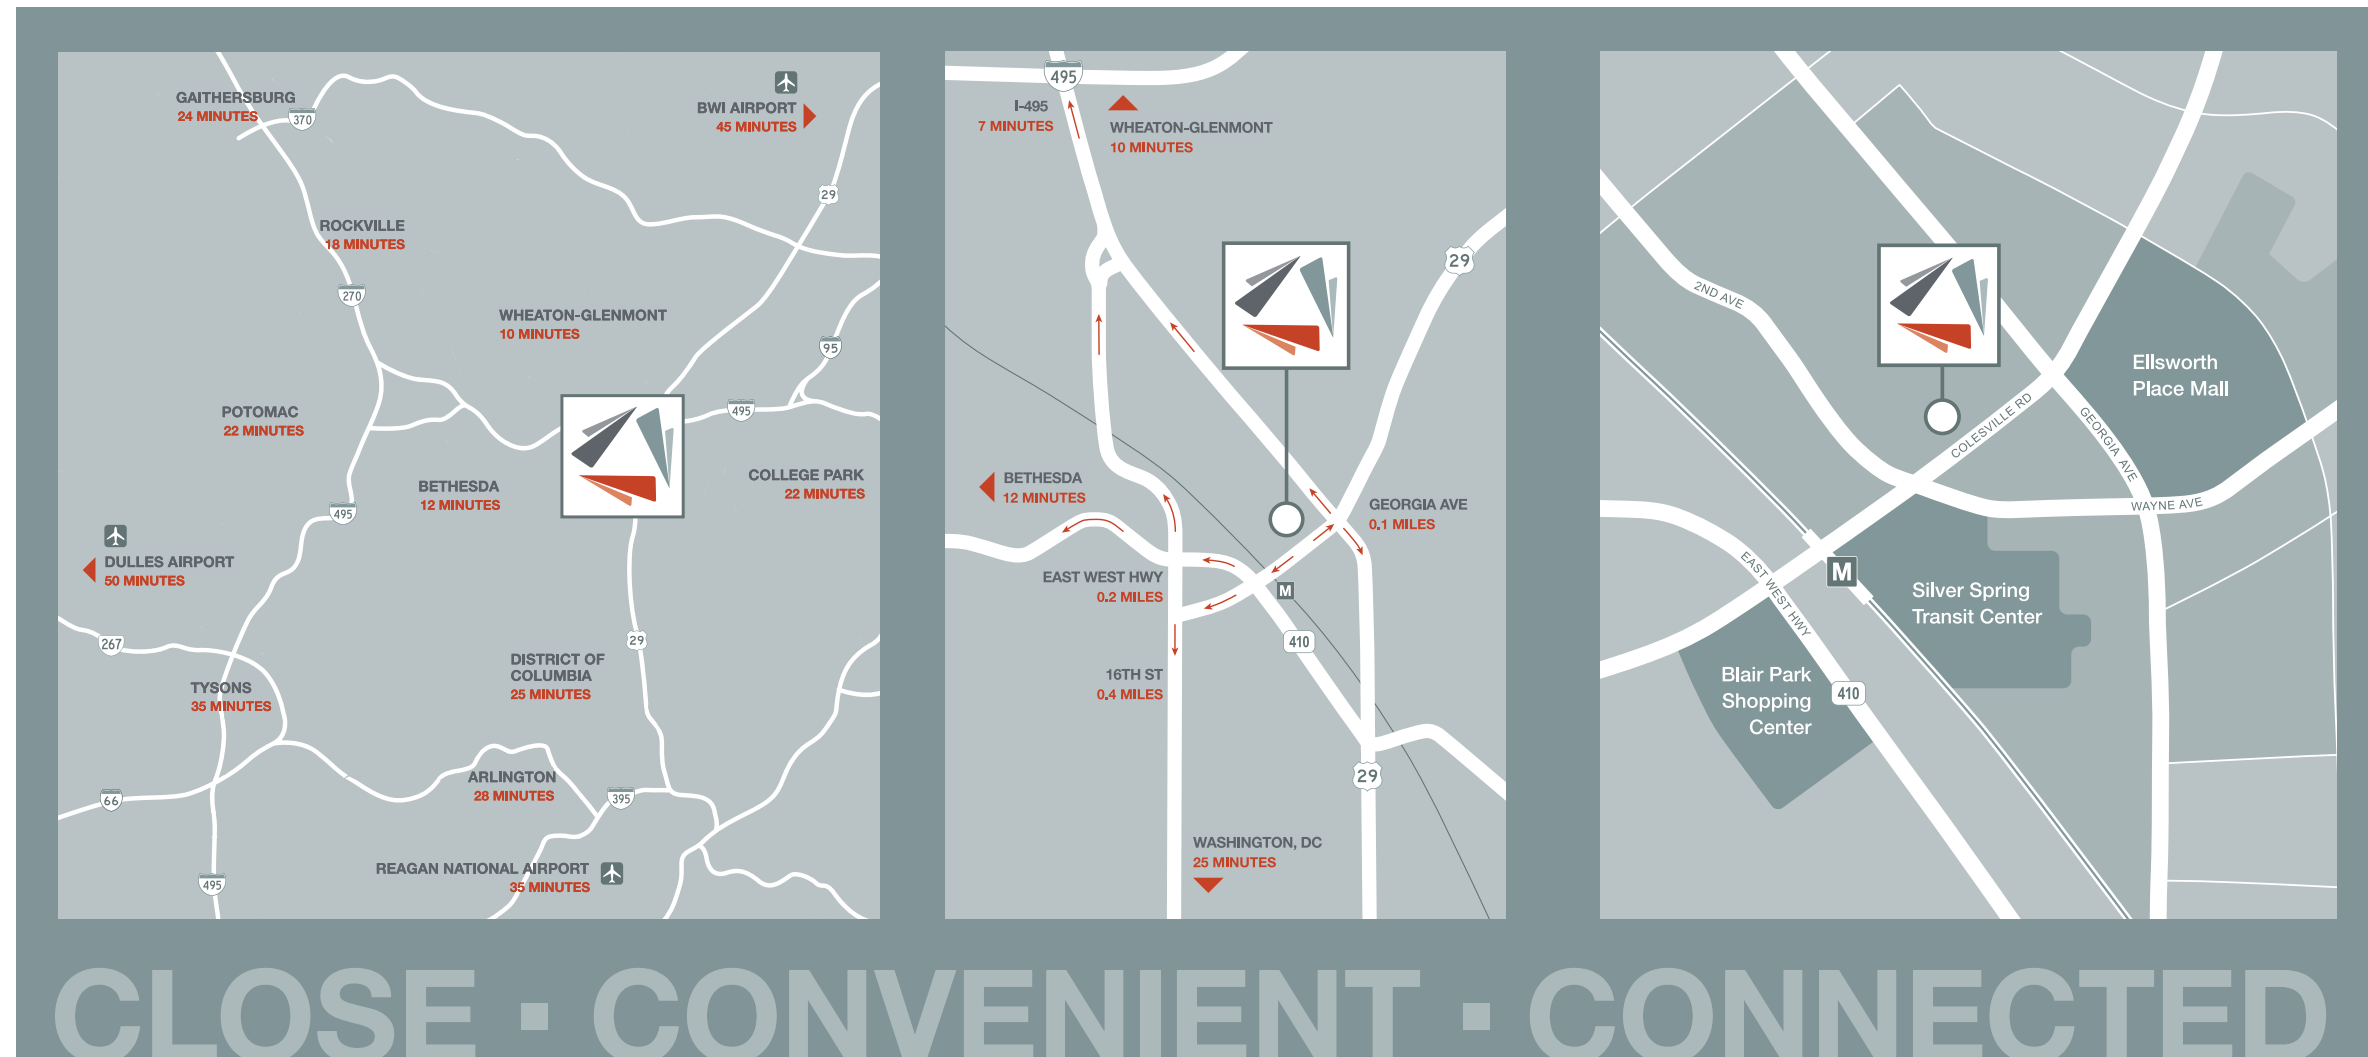 GAITHERSBURG
24 MINUTES
370
BWI AIRPORT
45 MINUTES
29
ROCKVILLE
18 MINUTES
270
WHEATON-GLENMONT
10 MINUTES
95
POTOMAC
22 MINUTES
495
BETHESDA
12 MINUTES
COLLEGE PARK
22 MINUTES
495
DULLES AIRPORT
50 MINUTES
267
29
DISTRICT OF
COLUMBIA
25 MINUTES
TYSONS
35 MINUTES
ARLINGTON
28 MINUTES
66
395
REAGAN NATIONAL AIRPORT
35 MINUTES
495
495
I-495
7 MINUTES
WHEATON-GLENMONT
10 MINUTES
29
BETHESDA
12 MINUTES
GEORGIA AVE
0.1 MILES
EAST WEST HWY
0.2 MILES
M
410
16TH ST
0.4 MILES
29
WASHINGTON, DC
25 MINUTES
2ND AVE
Ellsworth
Place Mall
COLESVILLE RD
GEORGIA AVE
WAYNE AVE
EAST WEST HWY
M
Silver Spring
Transit Center
Blair Park
Shopping
Center
410
CLOSE ▪ CONVENIENT ▪ CONNECTED